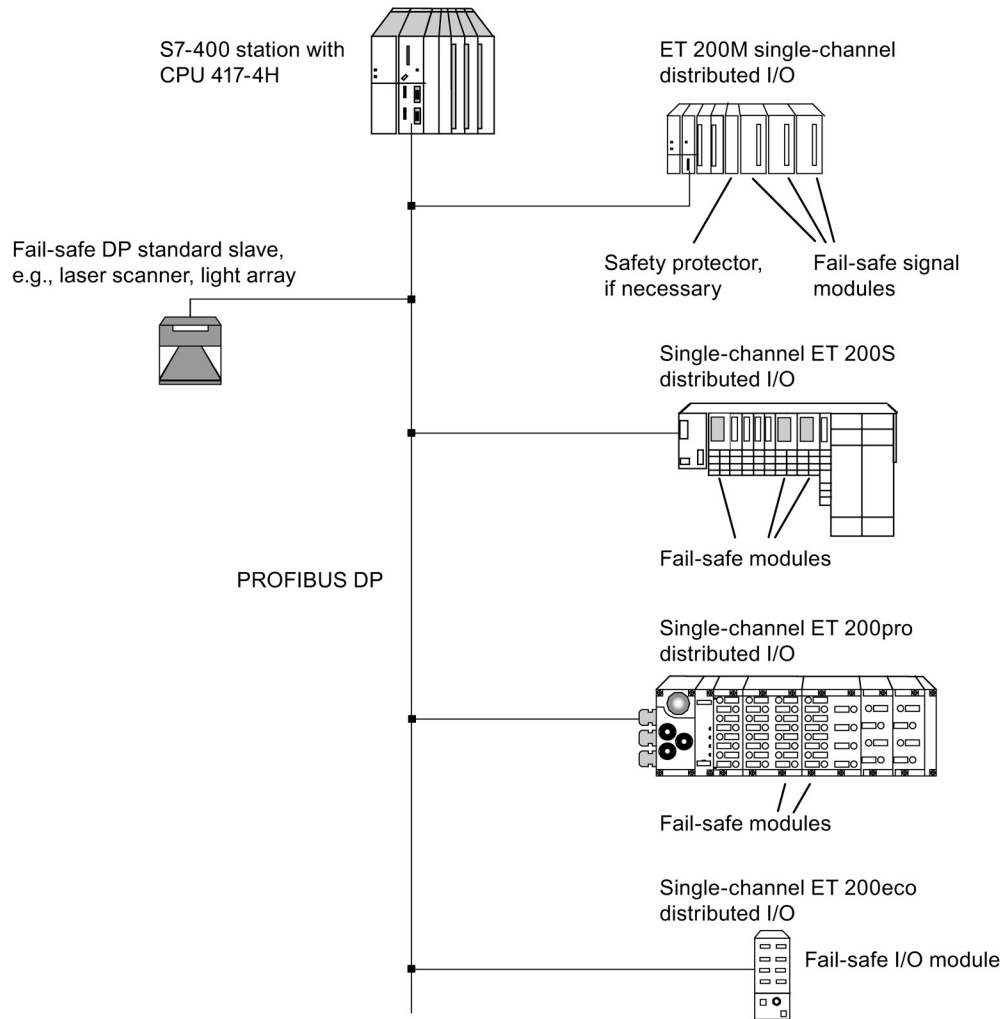 S7-400 station with
CPU 417-4H
ET 200M single-channel
distributed I/O
Fail-safe DP standard slave,
e.g., laser scanner, light array
Safety protector,
if necessary
Fail-safe signal
modules
Single-channel ET 200S
distributed I/O
Fail-safe modules
PROFIBUS DP
Single-channel ET 200pro
distributed I/O
Fail-safe modules
Single-channel ET 200eco
distributed I/O
Fail-safe I/O module